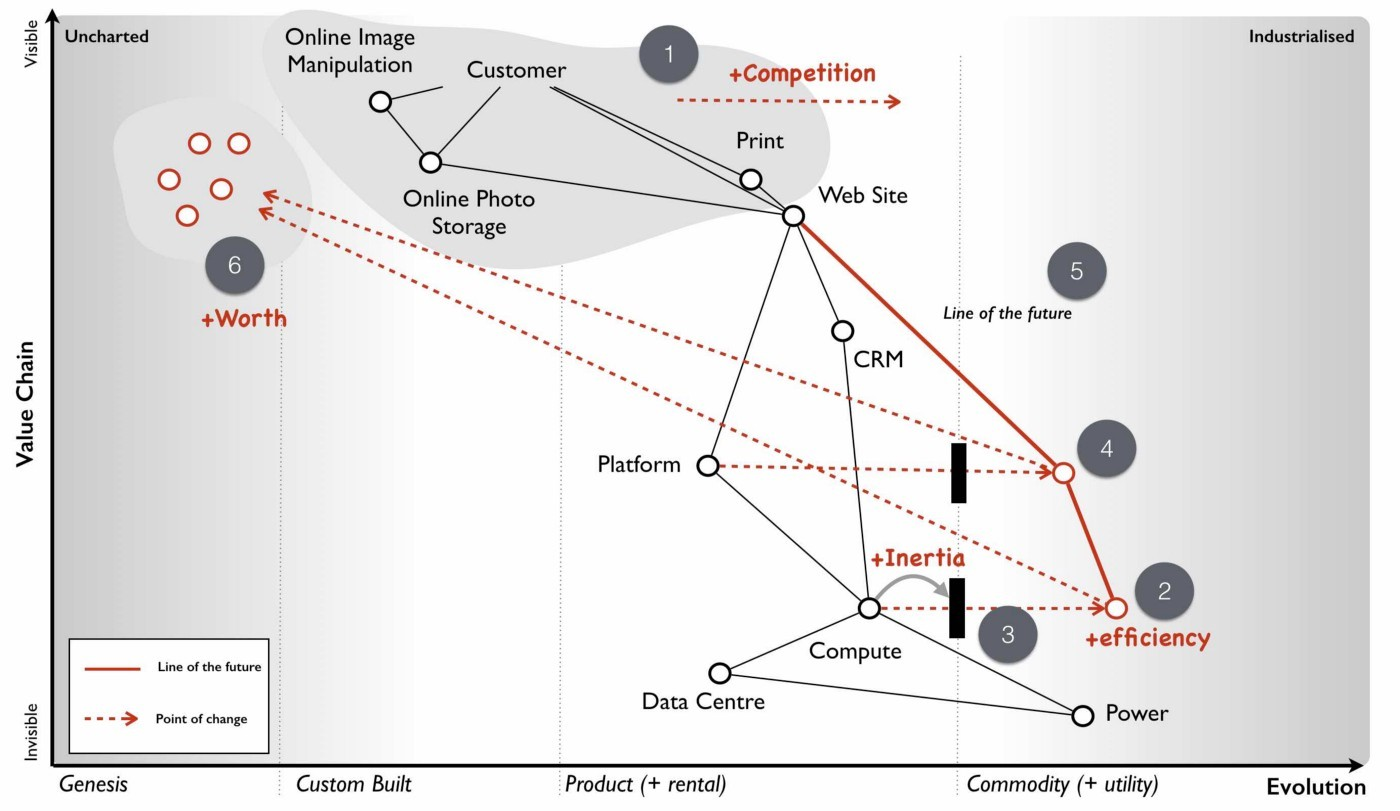 Visible
Uncharted
Industrialised
Online Image
Manipulation
Customer
1
+Competition
Print
Web Site
Online Photo
Storage
6
+Worth
5
Line of the future
CRM
Value Chain
Platform
4
+Inertia
2
3
+efficiency
Compute
Data Centre
Power
Line of the future
Point of change
Invisible
Genesis
Custom Built
Product (+ rental)
Commodity (+ utility)
Evolution